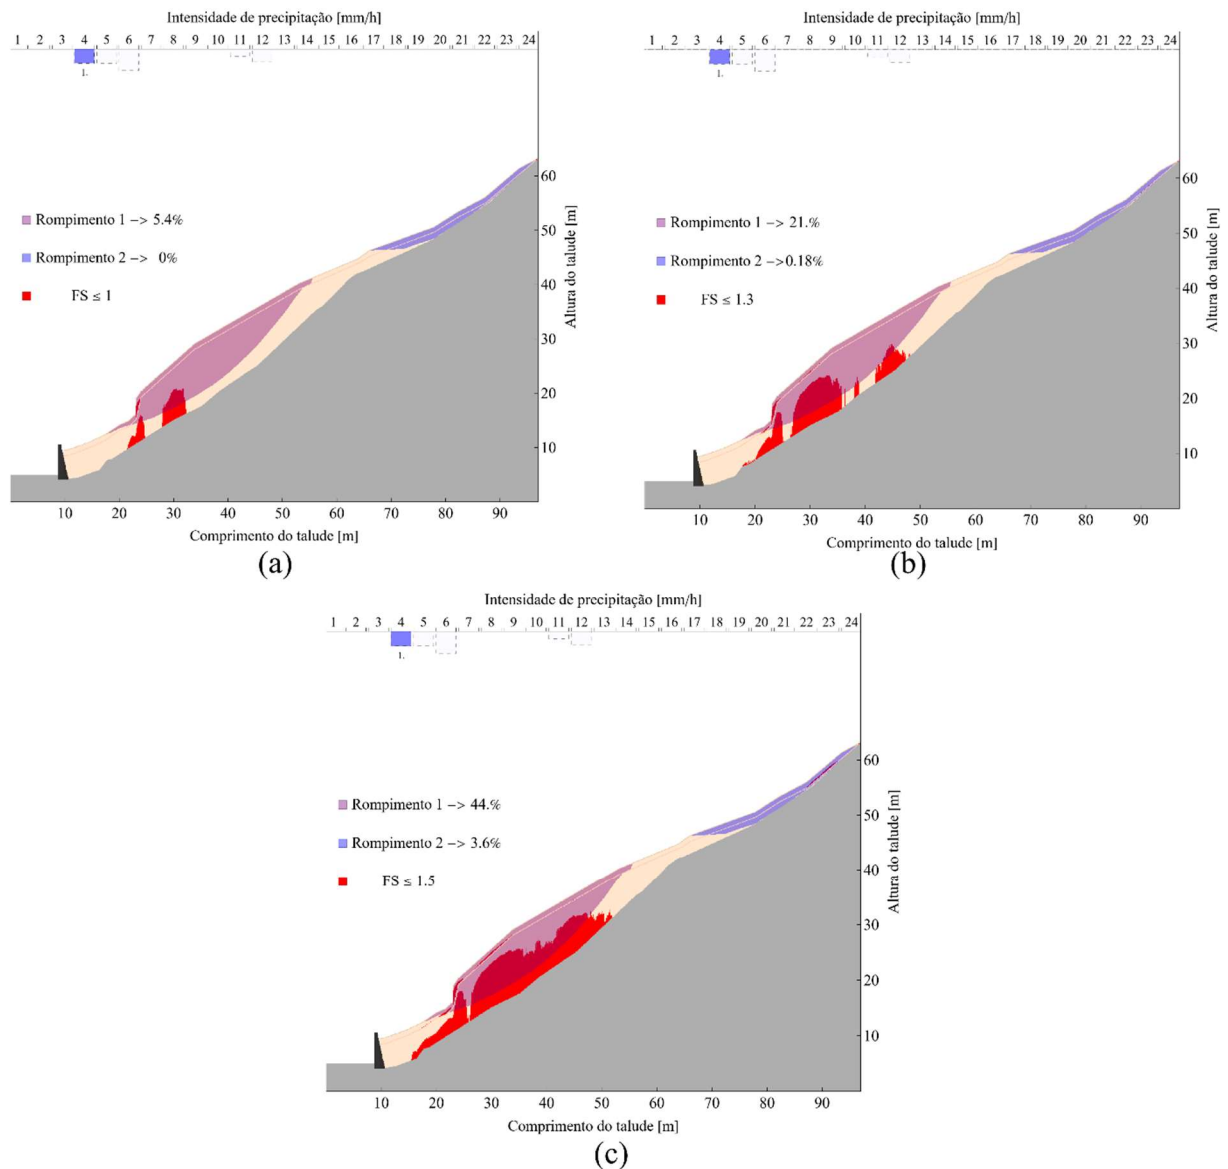 Intensidade de precipitação [mm/h]
1 2 3 4 5 6 7 8 9 10 11 12 13 14 15 16 17 18 19 20 21 22 23 24
1.
Rompimento 1 -> 5.4%
Rompimento 2 -> 0%
FS ≤ 1
60
50
40
30
20
10
Altura do talude [m]
10 20 30 40 50 60 70 80 90
Comprimento do talude [m]
(a)
Intensidade de precipitação [mm/h]
1 2 3 4 5 6 7 8 9 10 11 12 13 14 15 16 17 18 19 20 21 22 23 24
1.
Rompimento 1 -> 21.%
Rompimento 2 ->0.18%
FS ≤ 1.3
60
50
40
30
20
10
Altura do talude [m]
10 20 30 40 50 60 70 80 90
Comprimento do talude [m]
(b)
Intensidade de precipitação [mm/h]
1 2 3 4 5 6 7 8 9 10 11 12 13 14 15 16 17 18 19 20 21 22 23 24
1.
Rompimento 1 -> 44.%
Rompimento 2 -> 3.6%
FS ≤ 1.5
60
50
40
30
20
10
Altura do talude [m]
10 20 30 40 50 60 70 80 90
Comprimento do talude [m]
(c)